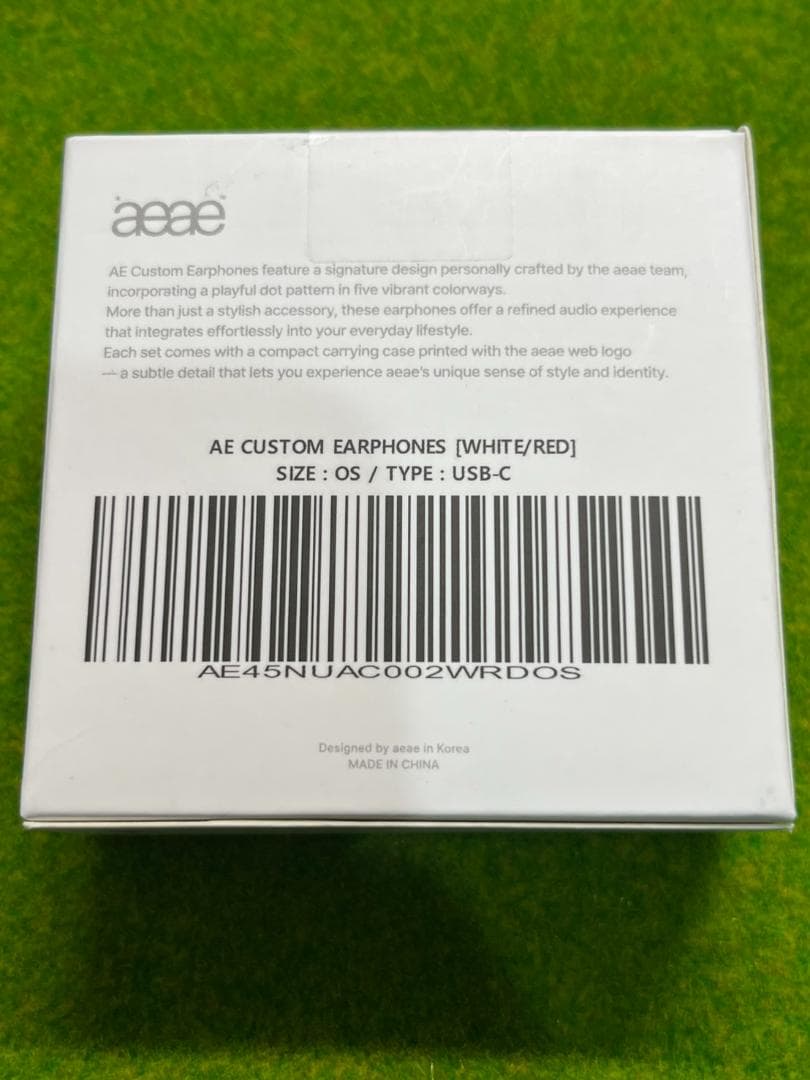 aeae
AE Custom Earphones feature a signature design personally crafted by the aeae team,
incorporating a playful dot pattern in five vibrant colorways.
More than just a stylish accessory, these earphones offer a refined audio experience
that integrates effortlessly into your everyday lifestyle.
Each set comes with a compact carrying case printed with the aeae web logo
— a subtle detail that lets you experience aeae's unique sense of style and identity.
AE CUSTOM EARPHONES [WHITE/RED]
SIZE : OS / TYPE : USB-C
AE45NUAC002WRDOS
Designed by aeae in Korea
MADE IN CHINA